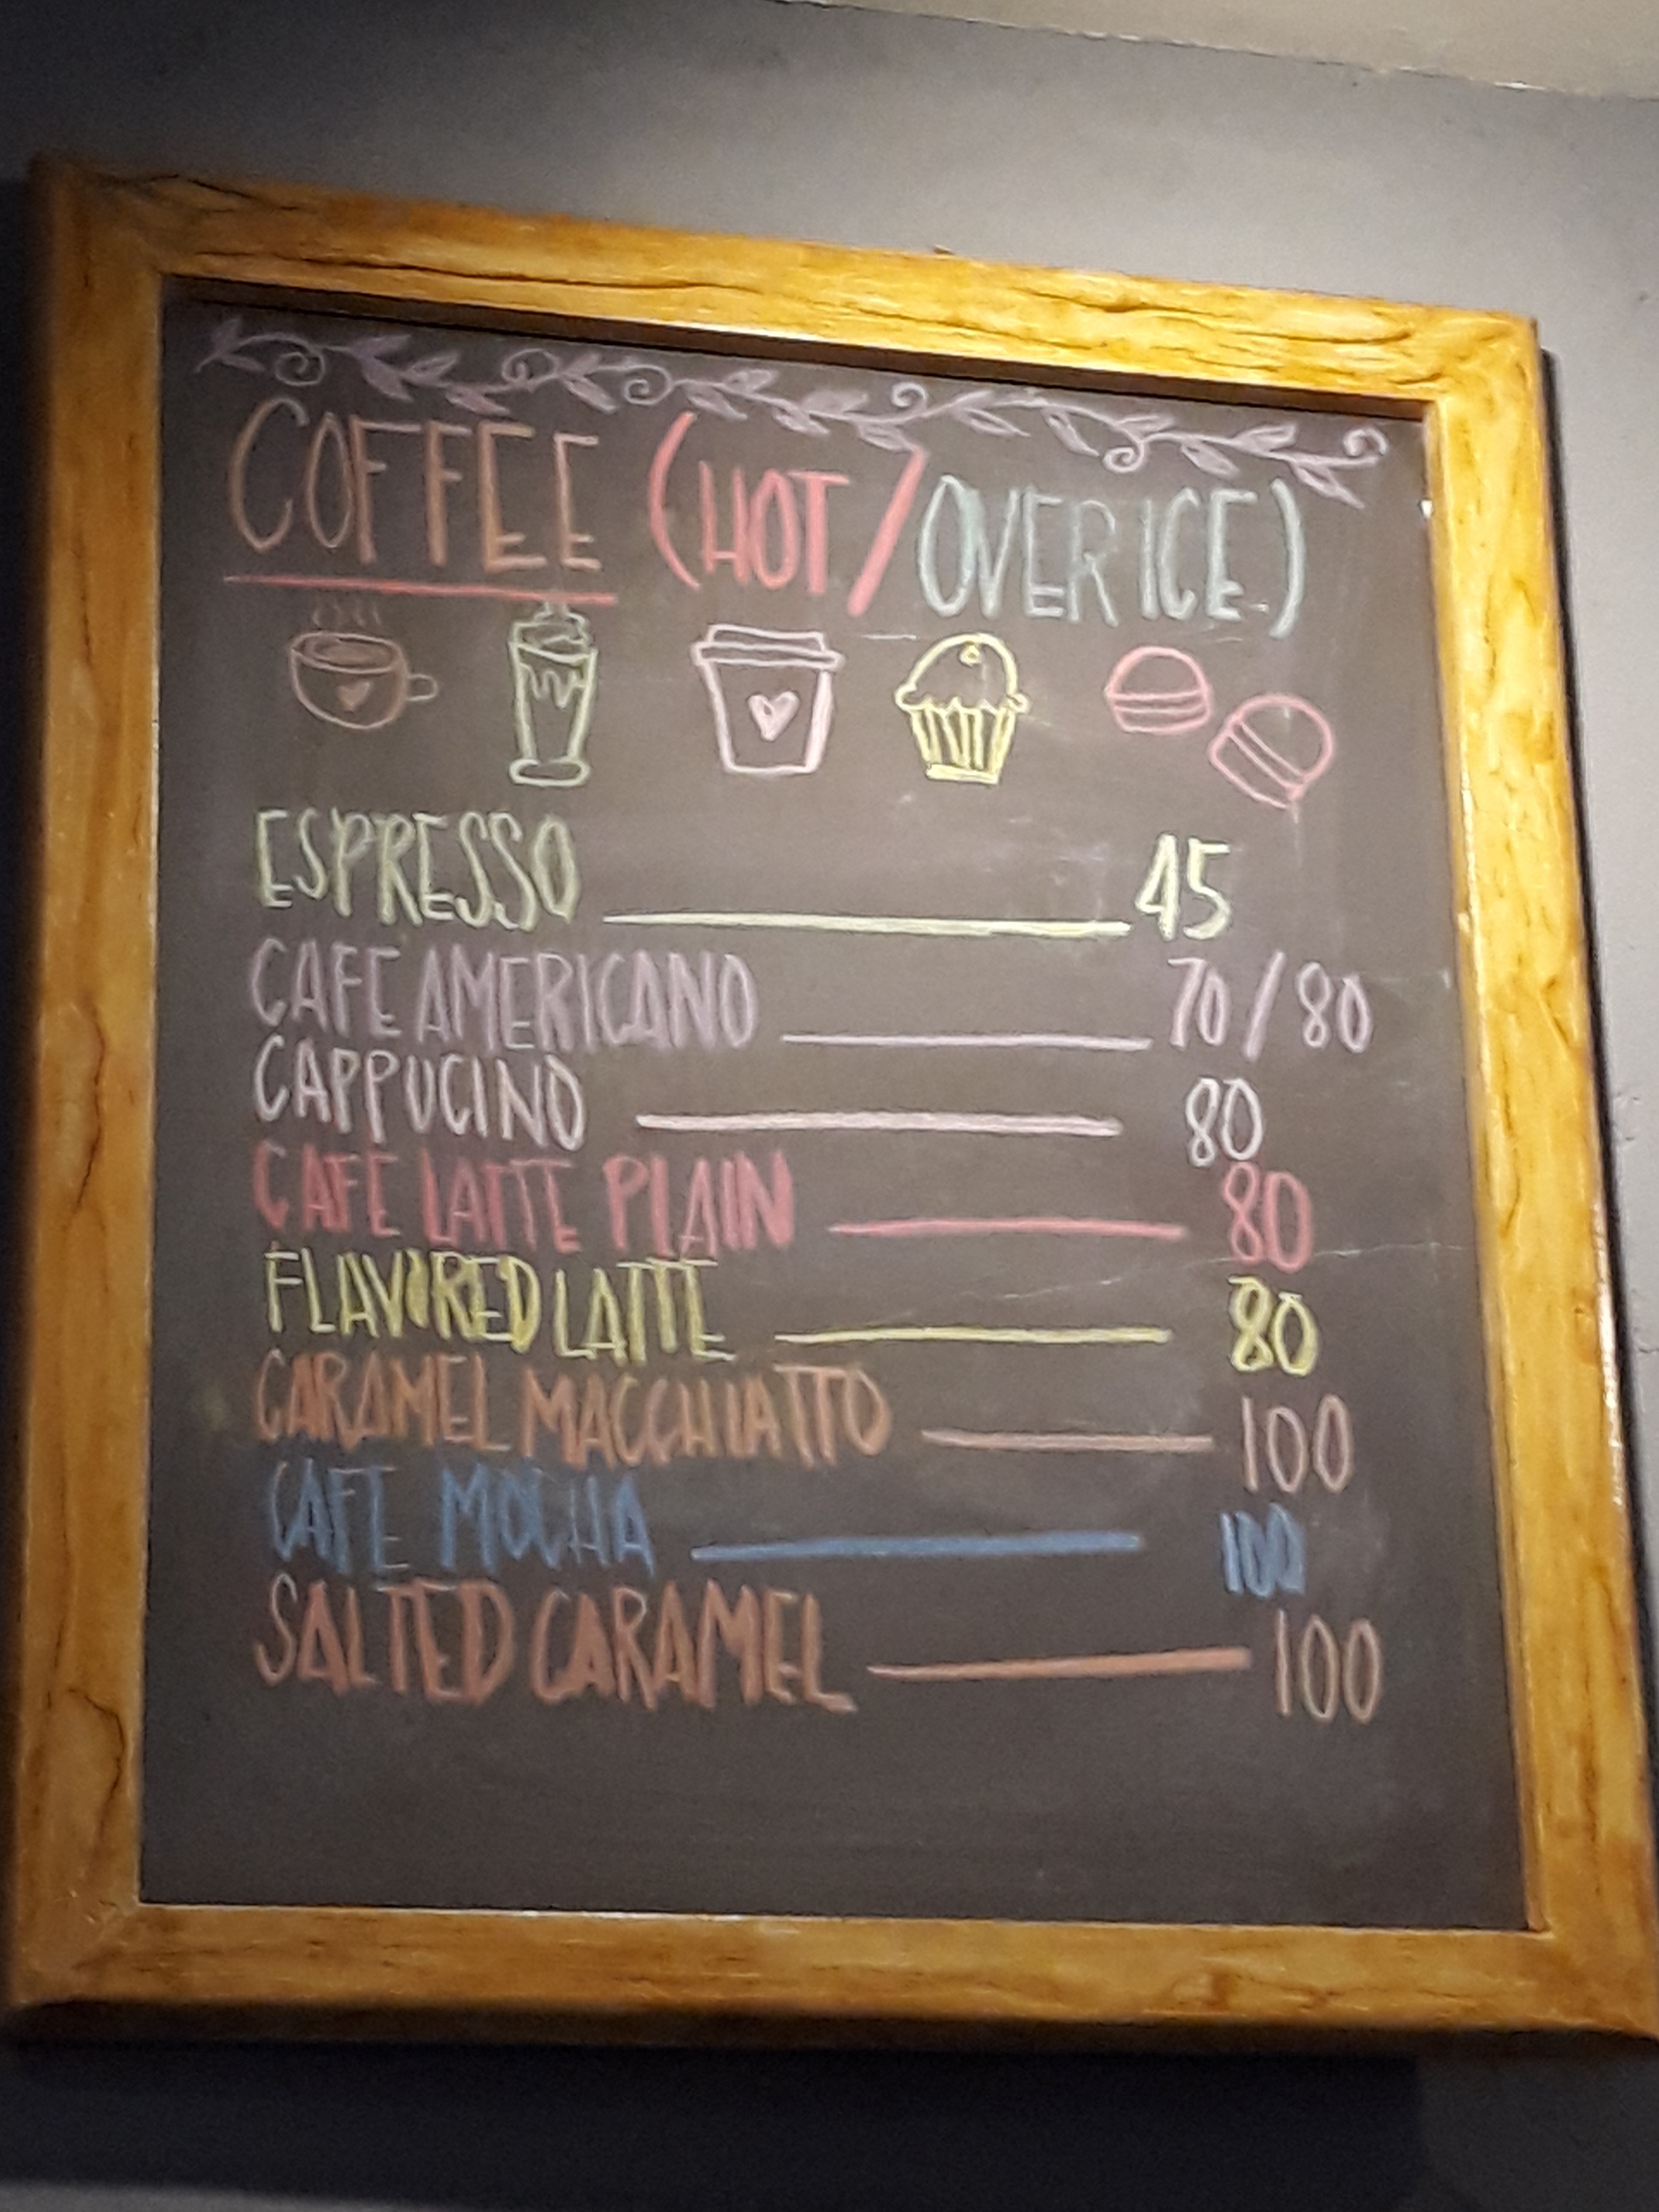 COFFEE (HOT/OVER ICE)
ESPRESSO 45
CAFE AMERICANO 70/80
CAPPUCINO 80
CAFE LATTE PLAIN 80
FLAVORED LATTE 80
CARAMEL MACCHIATTO 100
CAFE MOCHA 100
SALTED CARAMEL 100